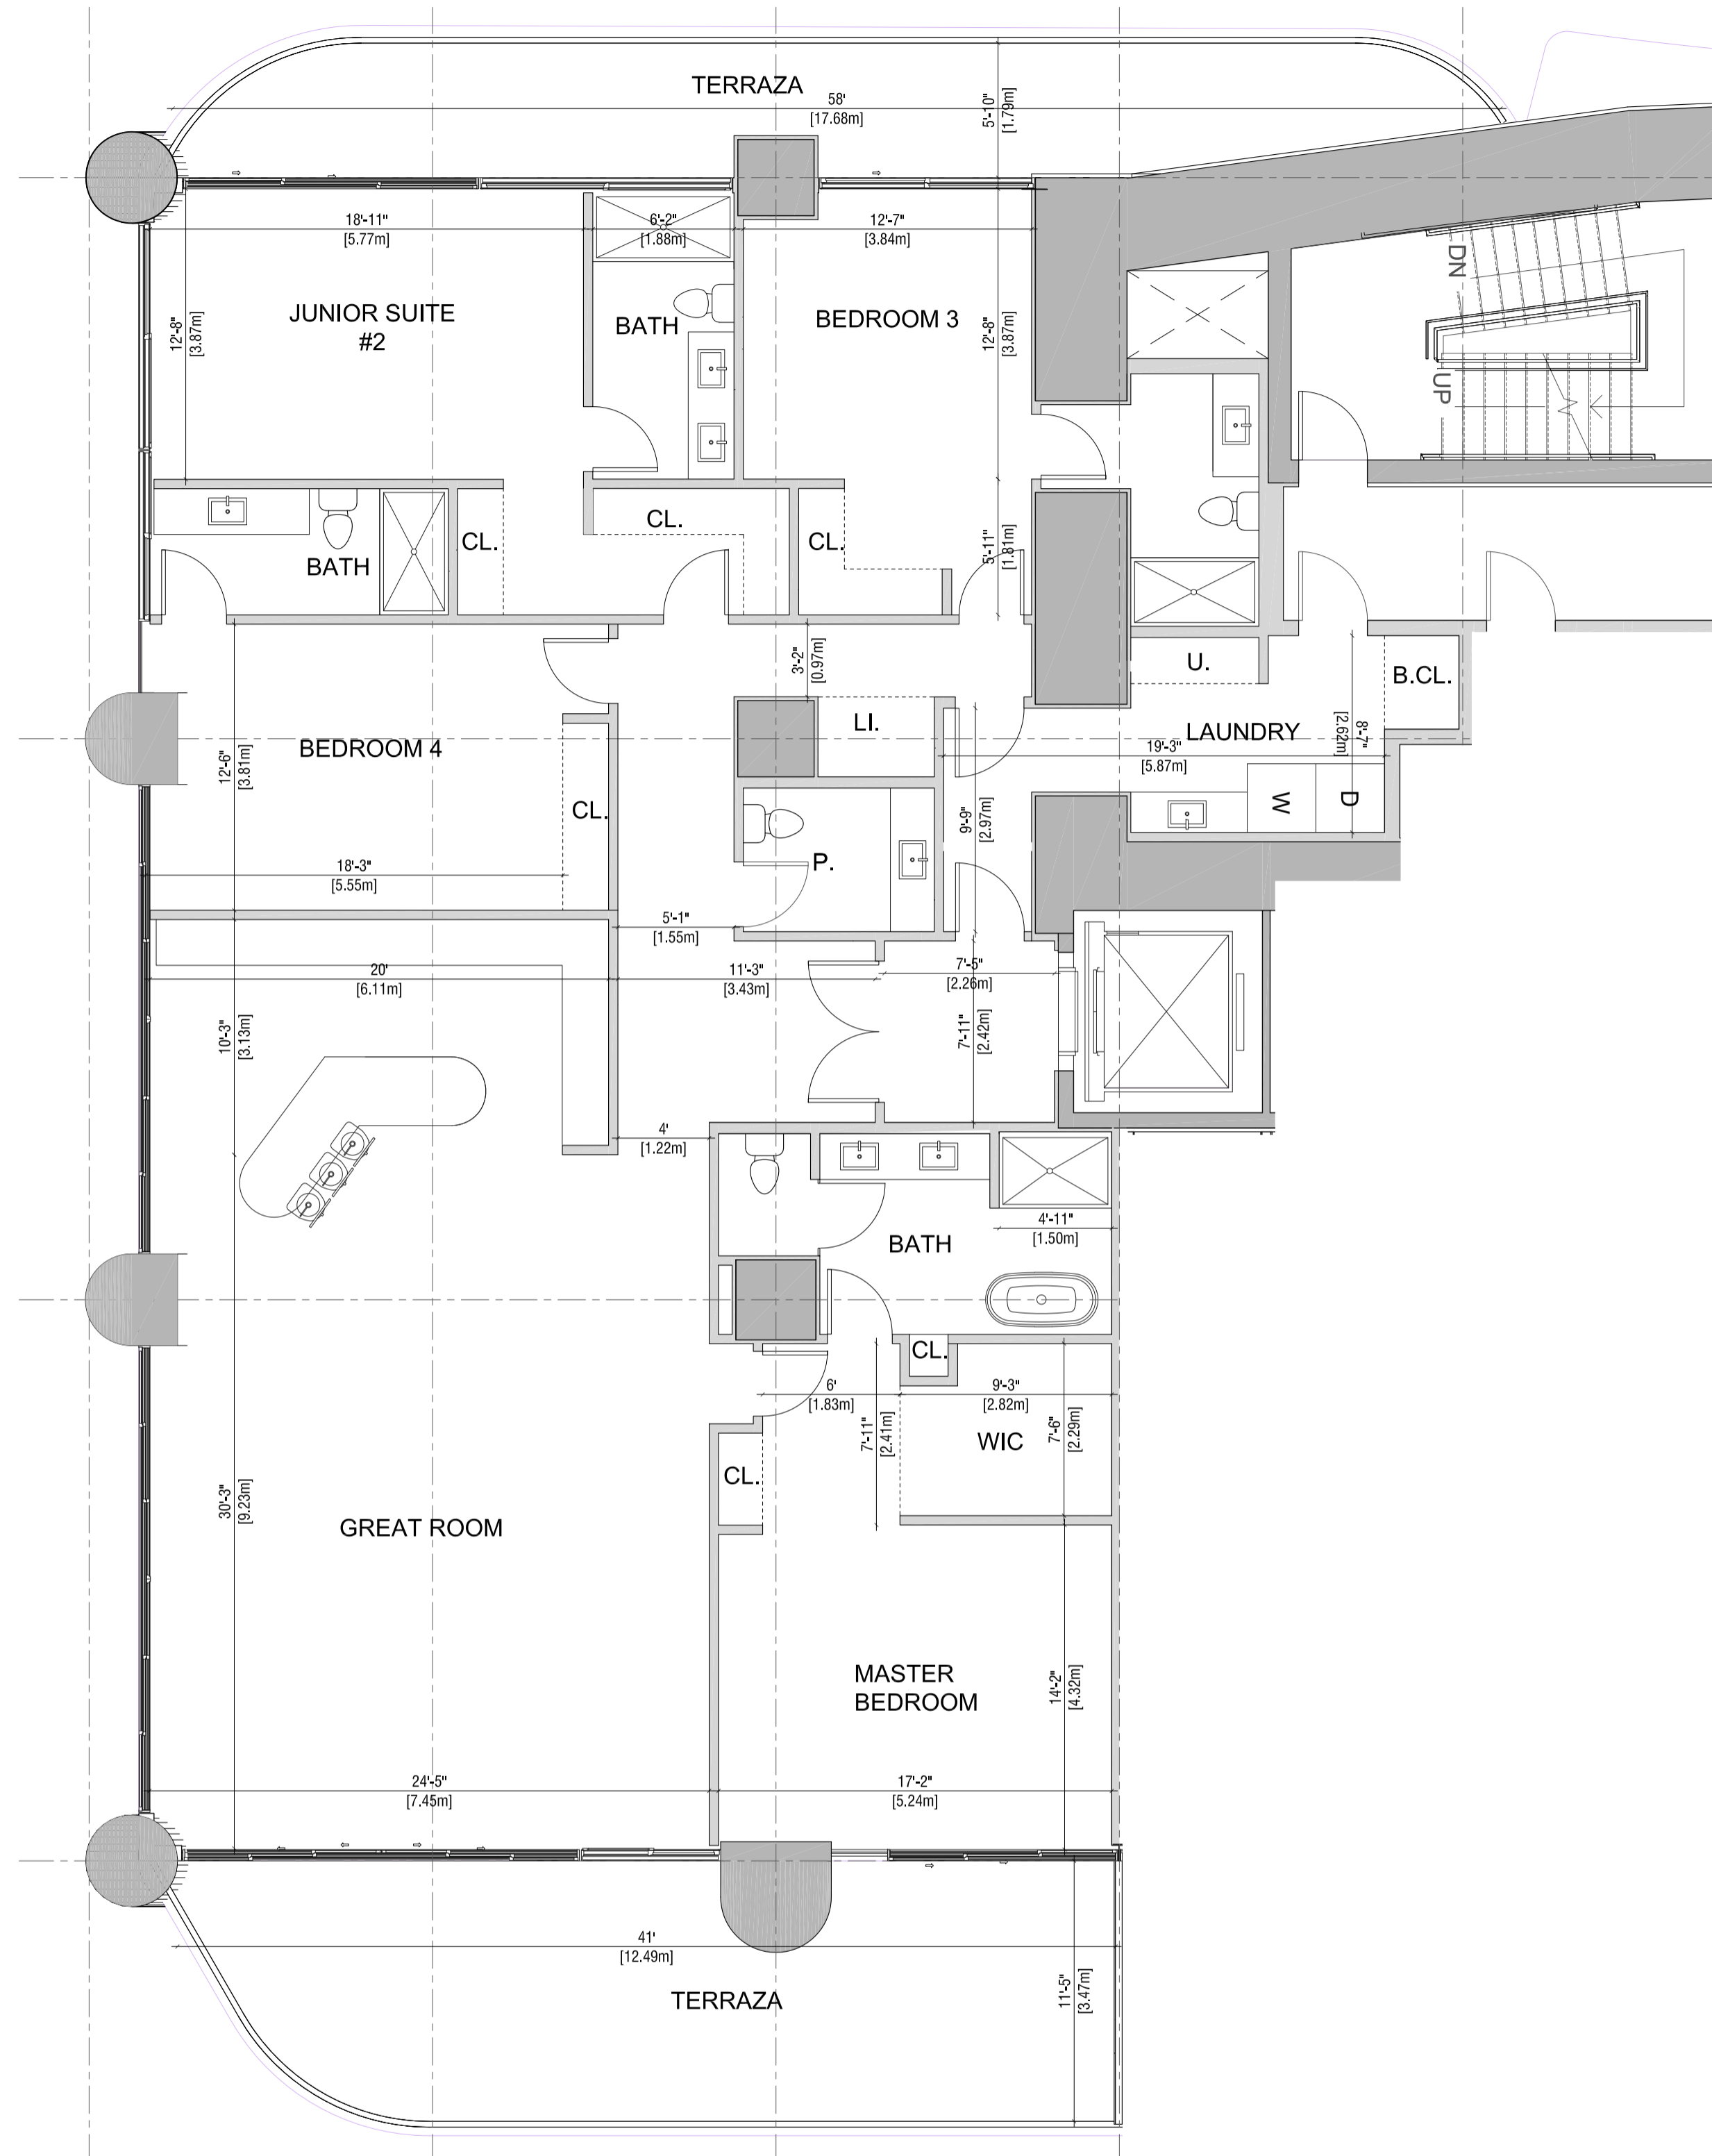 TERRAZA
58'
[17.68m]
5'-10"
[1.79m]
18'-11"
[5.77m]
6'-2"
[1.88m]
12'-7"
[3.84m]
DN
JUNIOR SUITE
#2
12'-8"
[3.87m]
BATH
BEDROOM 3
12'-8"
[3.87m]
UP
CL.
CL.
CL.
BATH
5'-11"
[1.81m]
3'-2"
[0.97m]
U.
B.CL.
LI.
LAUNDRY
8'-7"
[2.62m]
19'-3"
[5.87m]
BEDROOM 4
12'-6"
[3.81m]
CL.
W
D
9'-9"
[2.97m]
P.
18'-3"
[5.55m]
5'-1"
[1.55m]
20'
[6.11m]
11'-3"
[3.43m]
7'-5"
[2.26m]
10'-3"
[3.13m]
7'-11"
[2.42m]
4'
[1.22m]
4'-11"
[1.50m]
BATH
CL.
6'
[1.83m]
9'-3"
[2.82m]
7'-11"
[2.41m]
WIC
7'-6"
[2.29m]
CL.
30'-3"
[9.23m]
GREAT ROOM
MASTER
BEDROOM
14'-2"
[4.32m]
24'-5"
[7.45m]
17'-2"
[5.24m]
41'
[12.49m]
TERRAZA
11'-5"
[3.47m]